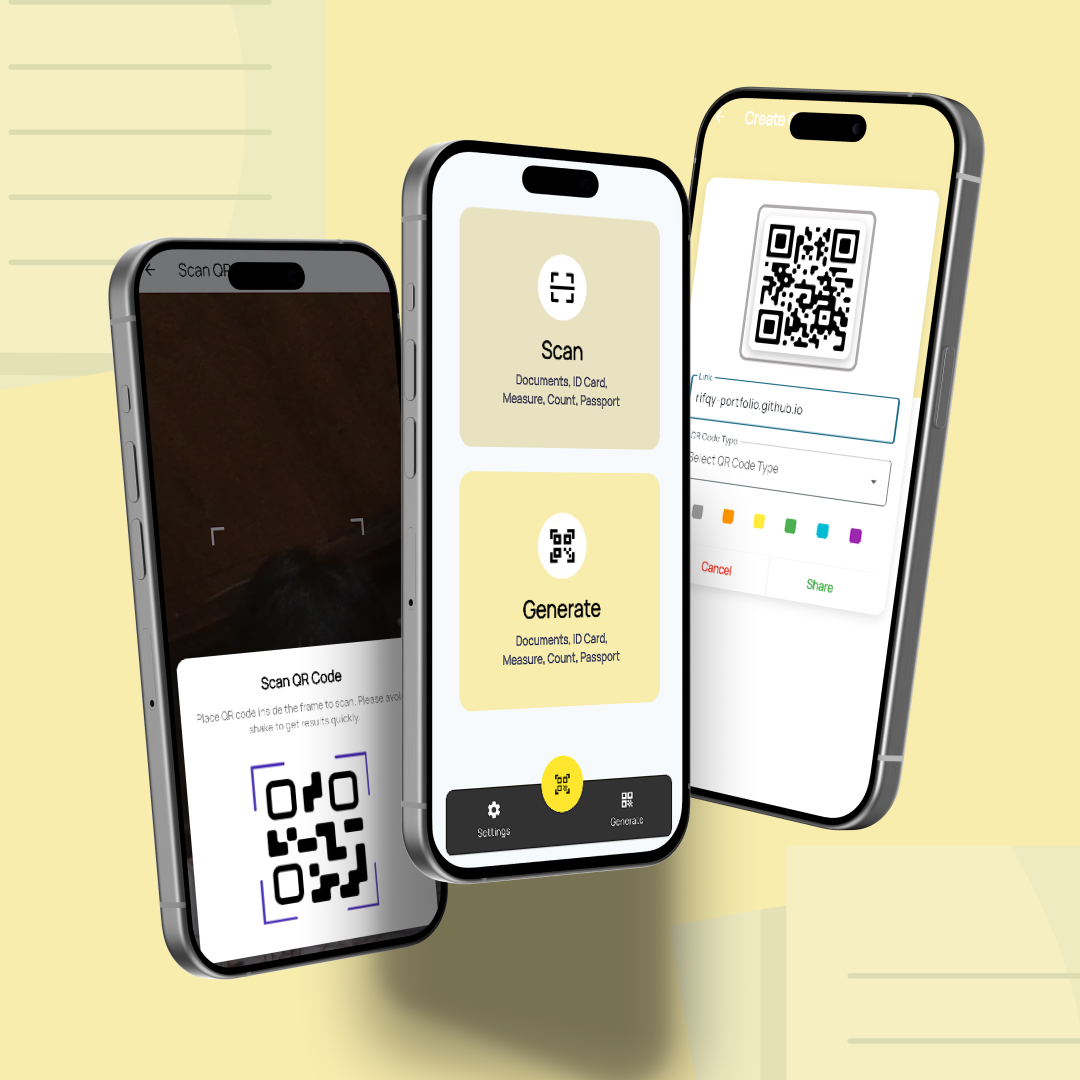 Scan QR
Scan QR Code
Place QR code inside the frame to scan. Please avoi
shake to get results quickly.
Scan
Documents, ID Card,
Measure, Count, Passport
Generate
Documents, ID Card,
Measure, Count, Passport
Settings
Generate
Create
Link
rifqy-portfolio.github.io
QR Code Type
Select QR Code Type
Cancel
Share